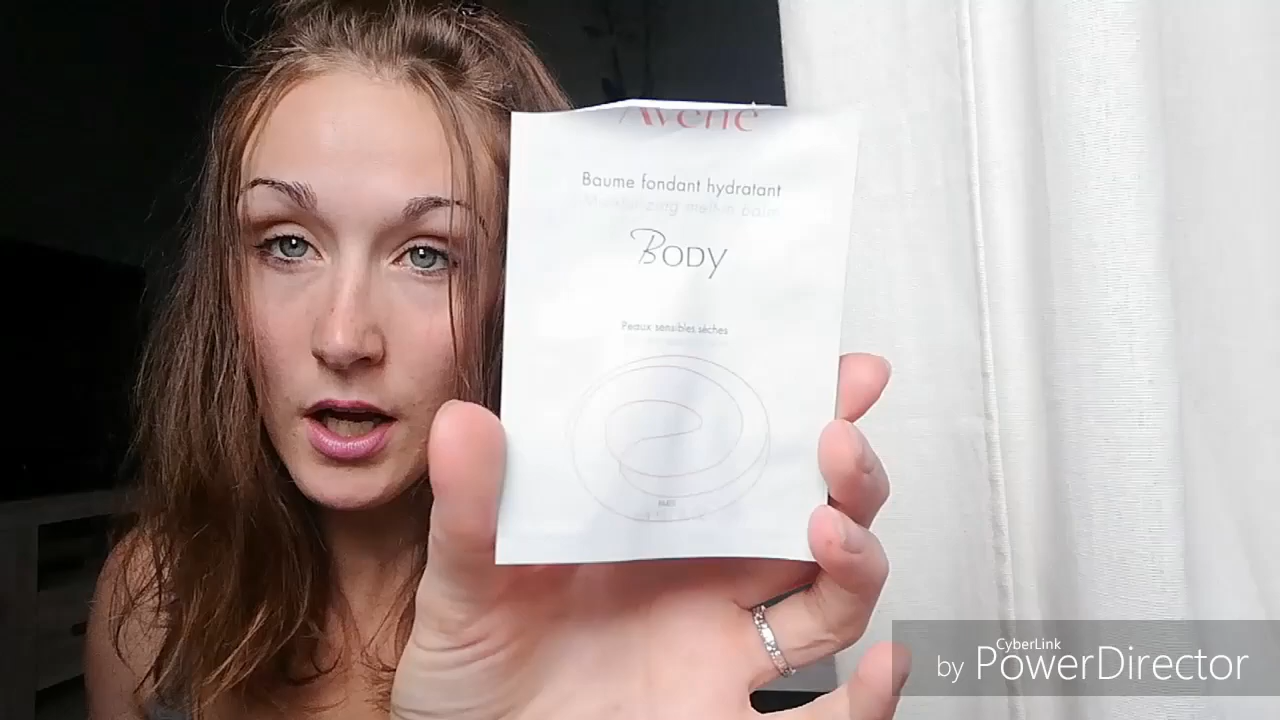 Avène
Baume fondant hydratant
Moisturizing melt-in balm
BODY
Peaux sensibles sèches
CyberLink
by PowerDirector